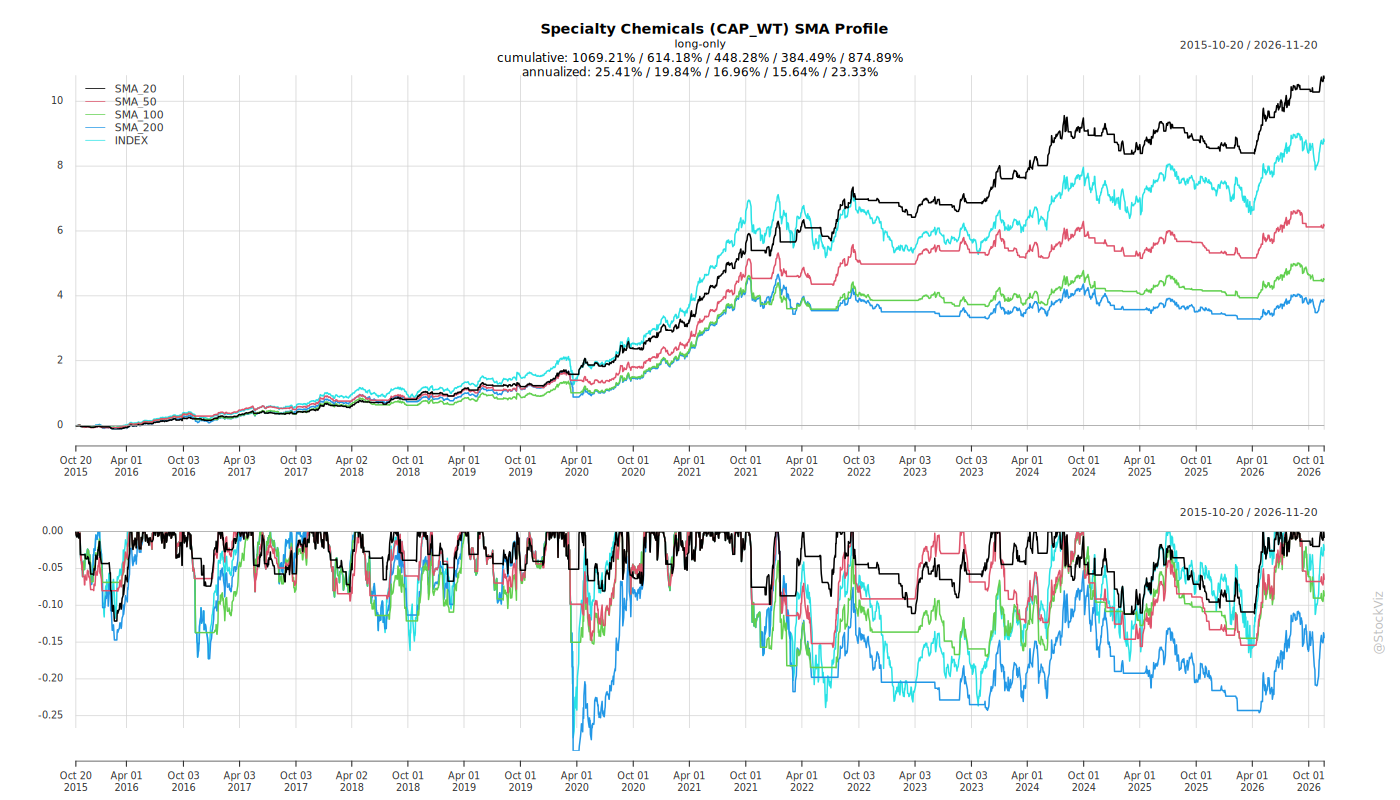 Specialty Chemicals (CAP_WT) SMA Profile
long-only
2015-10-20 / 2026-11-20
cumulative: 1069.21% / 614.18% / 448.28% / 384.49% / 874.89%
annualized: 25.41% / 19.84% / 16.96% / 15.64% / 23.33%
SMA_20
SMA_50
SMA_100
SMA_200
INDEX
10
8
6
4
2
0
Oct 20 Apr 01 Oct 03 Apr 03 Oct 03 Apr 02 Oct 01 Apr 01 Oct 01 Apr 01 Oct 01 Apr 01 Oct 01 Apr 01 Oct 03 Apr 03 Oct 03 Apr 01 Oct 01 Apr 01 Oct 01 Apr 01 Oct 01
2015 2016 2016 2017 2017 2018 2018 2019 2019 2020 2020 2021 2021 2022 2022 2023 2023 2024 2024 2025 2025 2026 2026
2015-10-20 / 2026-11-20
0.00
-0.05
-0.10
-0.15
-0.20
-0.25
Oct 20 Apr 01 Oct 03 Apr 03 Oct 03 Apr 02 Oct 01 Apr 01 Oct 01 Apr 01 Oct 01 Apr 01 Oct 01 Apr 01 Oct 03 Apr 03 Oct 03 Apr 01 Oct 01 Apr 01 Oct 01 Apr 01 Oct 01
2015 2016 2016 2017 2017 2018 2018 2019 2019 2020 2020 2021 2021 2022 2022 2023 2023 2024 2024 2025 2025 2026 2026
@StockViz